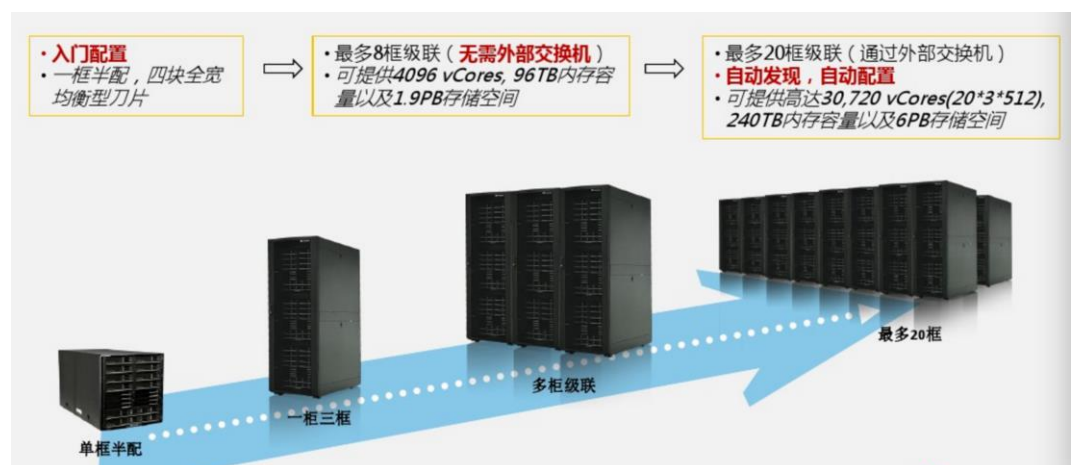 • 入门配置
• 一框半配，四块全宽
均衡型刀片
• 最多8框级联（无需外部交换机）
• 可提供4096 vCores, 96TB内存容
量以及1.9PB存储空间
• 最多20框级联（通过外部交换机）
• 自动发现，自动配置
• 可提供高达30,720 vCores(20*3*512),
240TB内存容量以及6PB存储空间
单框半配
一柜三框
多柜级联
最多20框